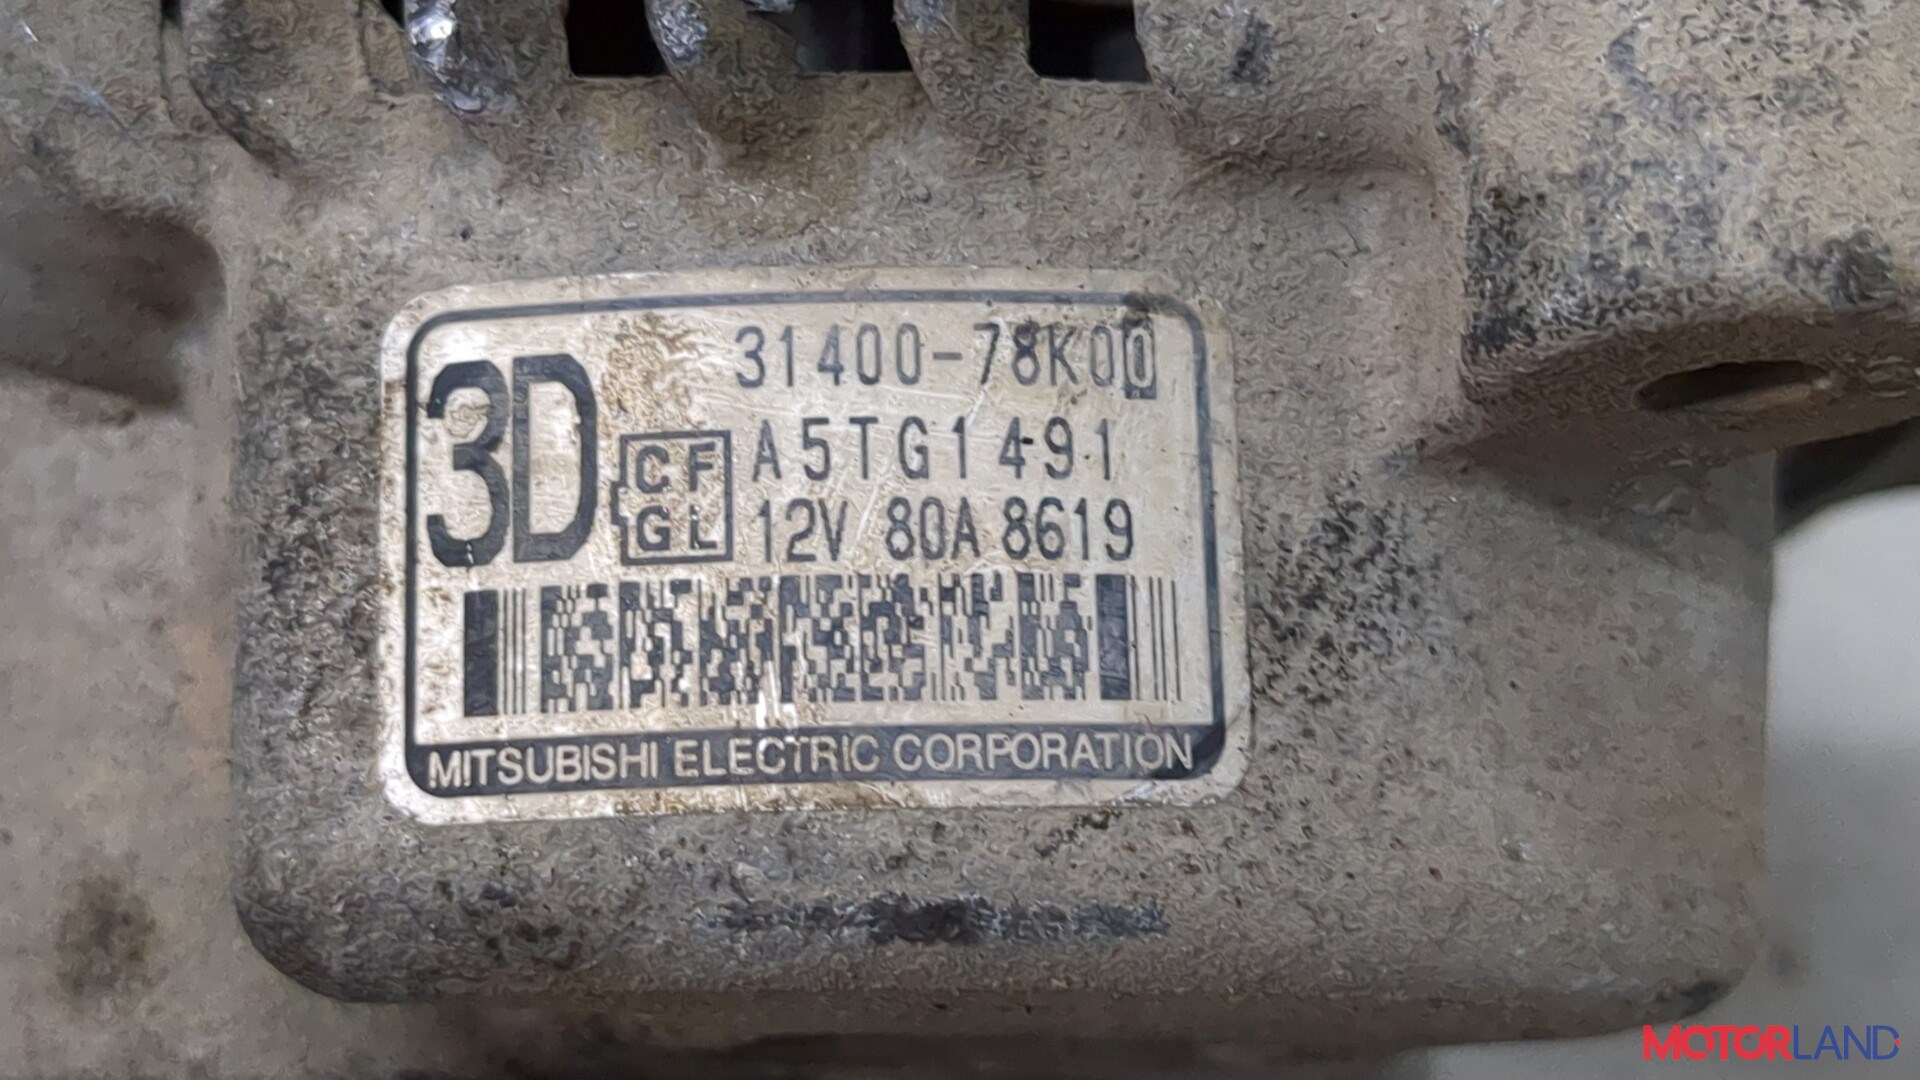 31400-78K00
3D
CF
GL
A5TG1491
12V 80A 8619
MITSUBISHI ELECTRIC CORPORATION
MOTORLAND